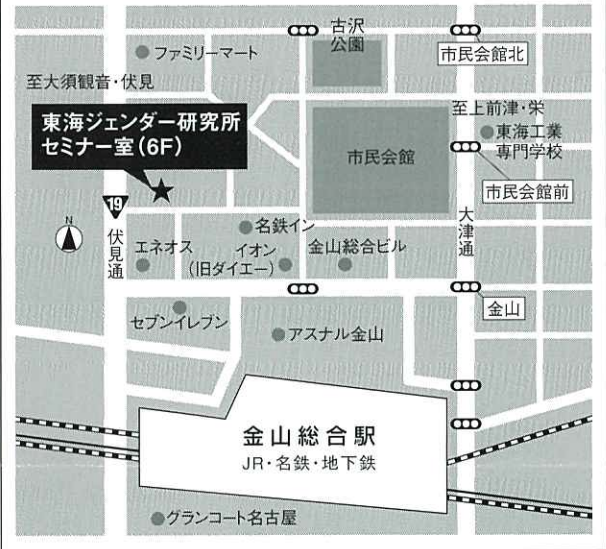 古沢
公園
市民会館北
ファミリーマート
至大須観音・伏見
東海ジェンダー研究所
セミナー室(6F)
至上前津・栄
東海工業
専門学校
市民会館
市民会館前
19
伏見通
大津通
N
名鉄イン
エネオス
イオン
(旧ダイエー)
金山総合ビル
金山
セブンイレブン
アスナル金山
金山総合駅
JR・名鉄・地下鉄
グランコート名古屋